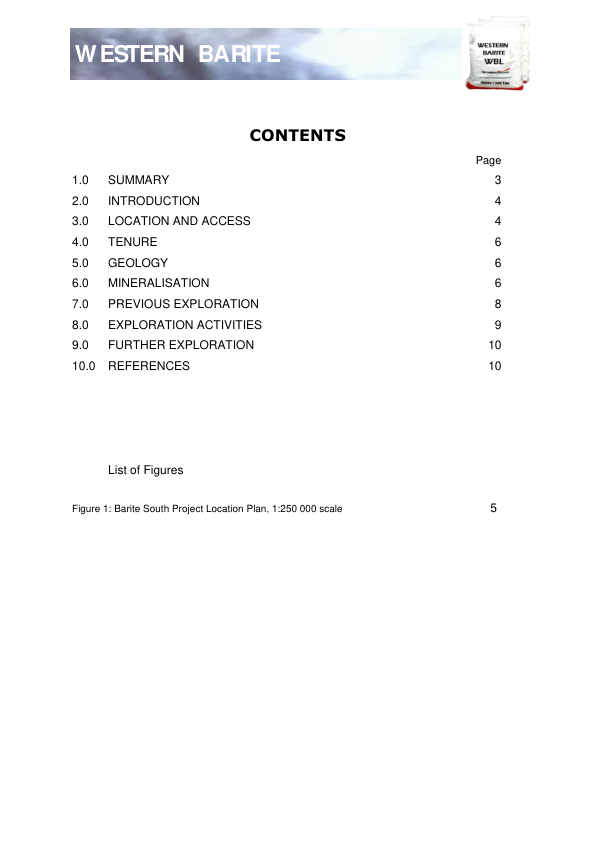 WESTERN BARITE
WESTERN
BARITE
WBL
CONTENTS
Page
1.0 SUMMARY 3
2.0 INTRODUCTION 4
3.0 LOCATION AND ACCESS 4
4.0 TENURE 6
5.0 GEOLOGY 6
6.0 MINERALISATION 6
7.0 PREVIOUS EXPLORATION 8
8.0 EXPLORATION ACTIVITIES 9
9.0 FURTHER EXPLORATION 10
10.0 REFERENCES 10
List of Figures
Figure 1: Barite South Project Location Plan, 1:250 000 scale 5